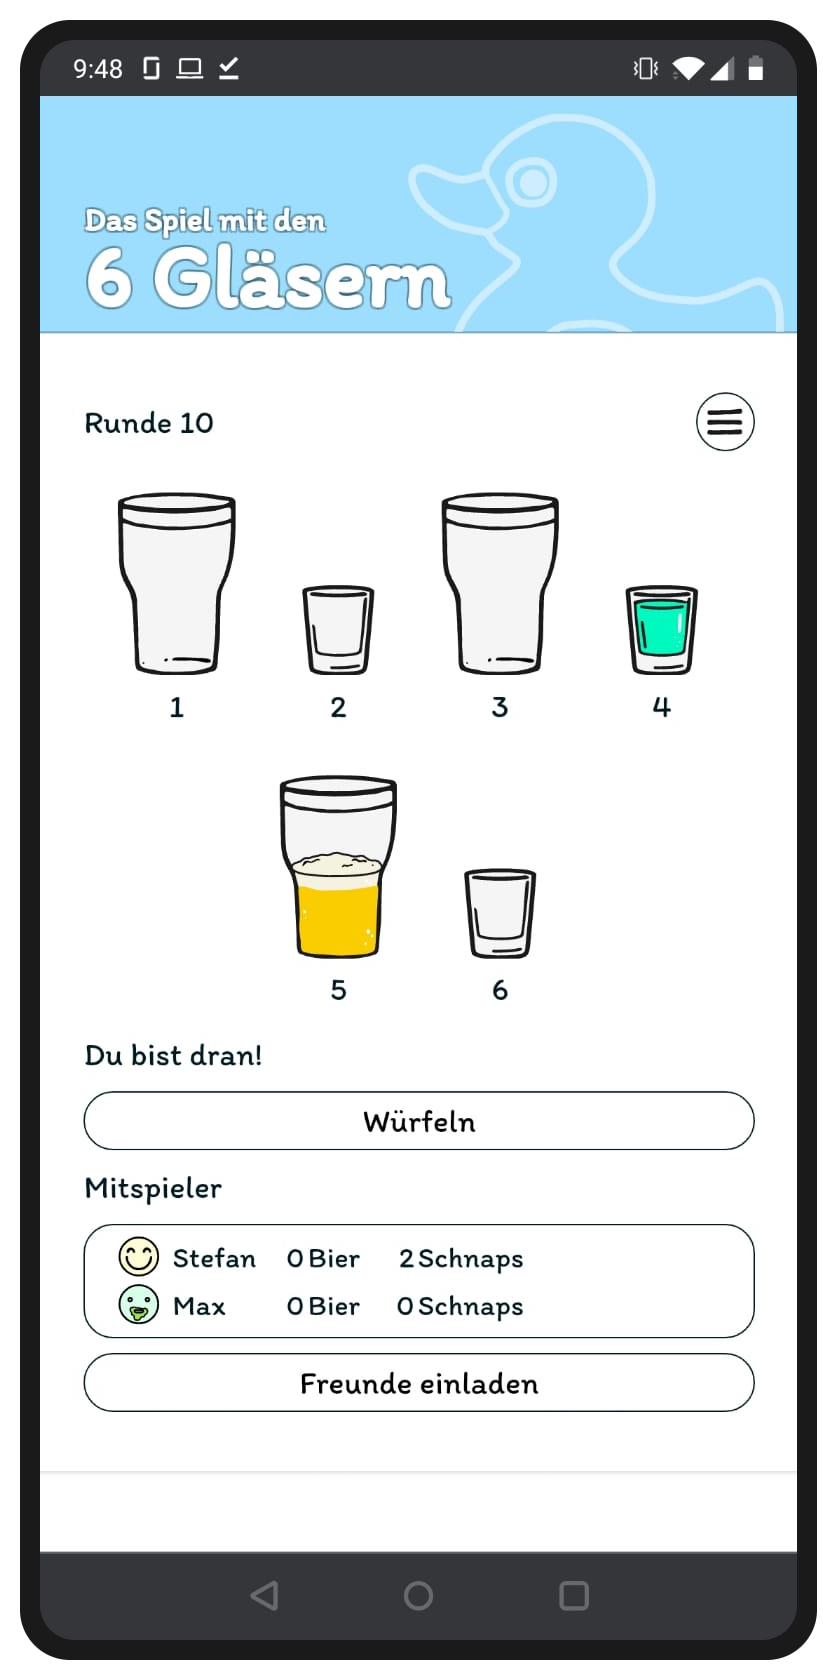 9:48
Das Spiel mit den
6 Gläsern
Runde 10
1 2 3 4
5 6
Du bist dran!
Würfeln
Mitspieler
Stefan 0 Bier 2 Schnaps
Max 0 Bier 0 Schnaps
Freunde einladen